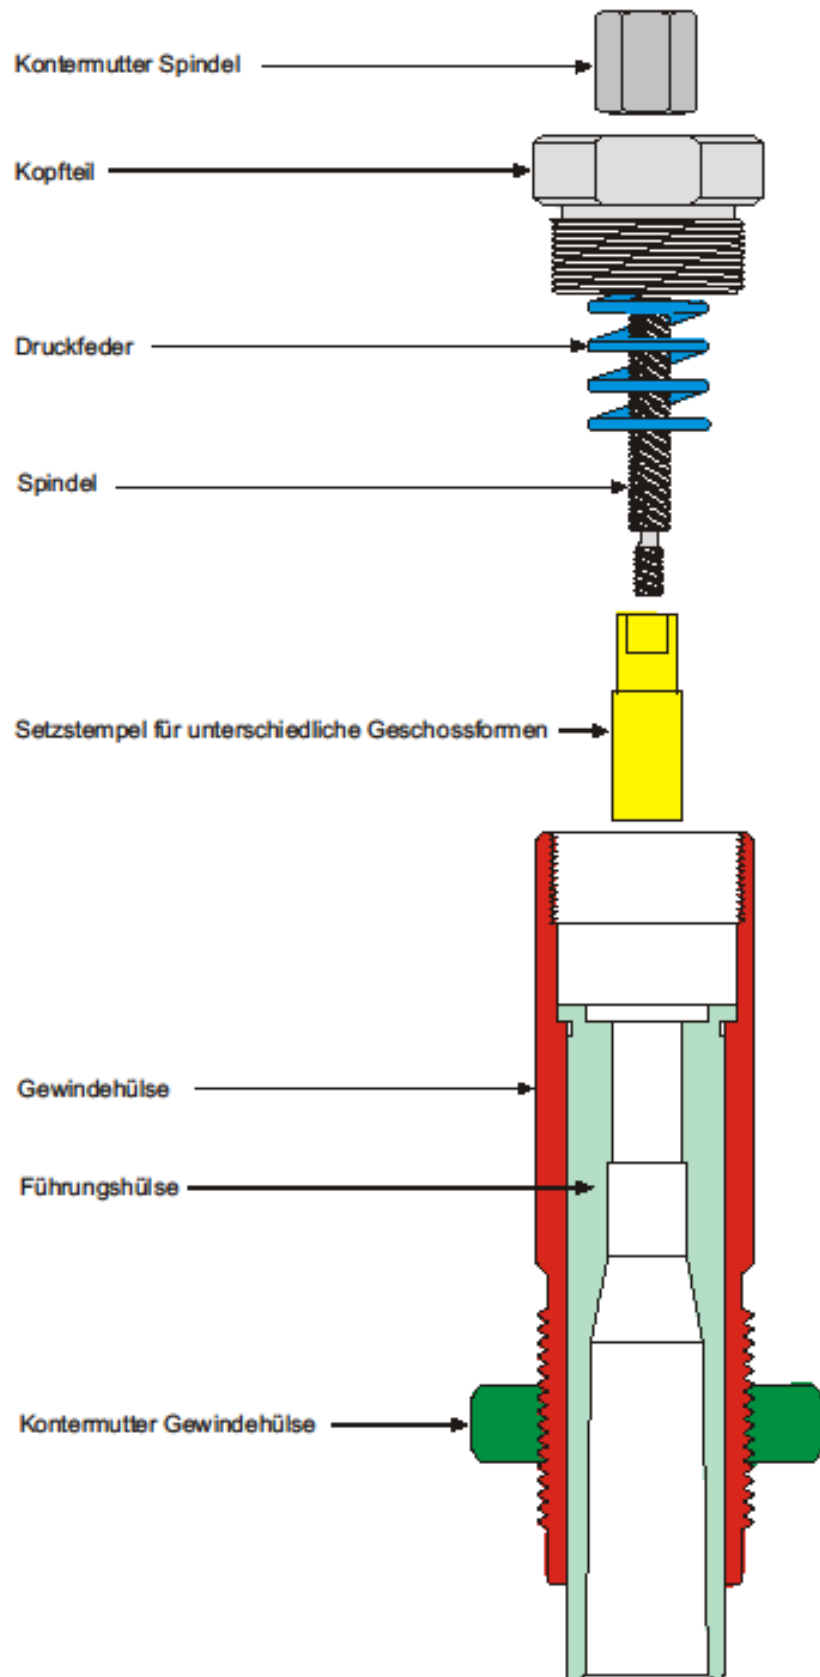 Kontermutter Spindel
Kopfteil
Druckfeder
Spindel
Setzstempel für unterschiedliche Geschossformen
Gewindehülse
Führungshülse
Kontermutter Gewindehülse